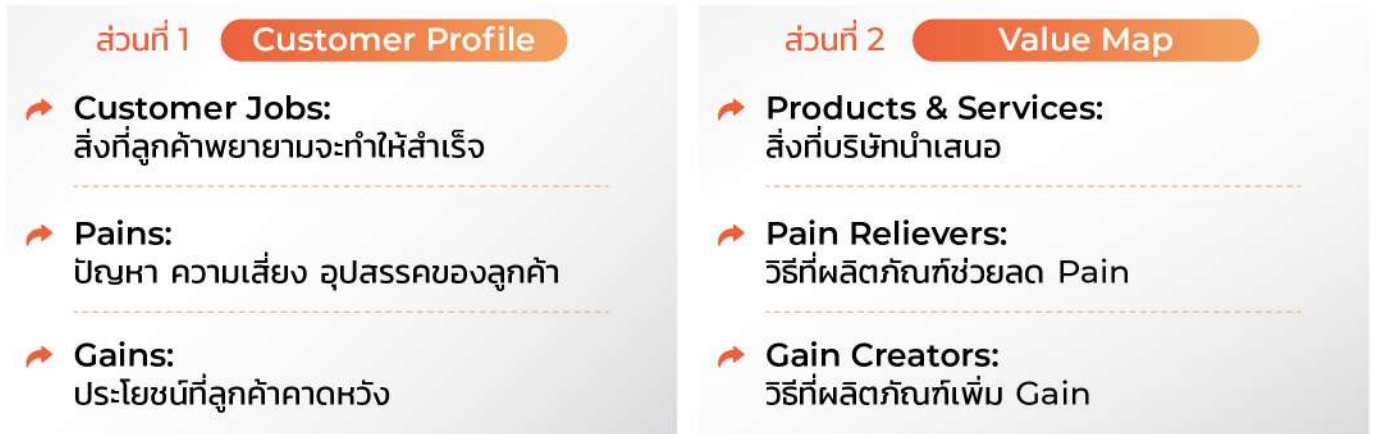 ส่วนที่ 1 Customer Profile
Customer Jobs:
สิ่งที่ลูกค้าพยายามจะทำให้สำเร็จ
Pains:
ปัญหา ความเสี่ยง อุปสรรคของลูกค้า
Gains:
ประโยชน์ที่ลูกค้าคาดหวัง
ส่วนที่ 2 Value Map
Products & Services:
สิ่งที่บริษัทนำเสนอ
Pain Relievers:
วิธีที่ผลิตภัณฑ์ช่วยลด Pain
Gain Creators:
วิธีที่ผลิตภัณฑ์เพิ่ม Gain